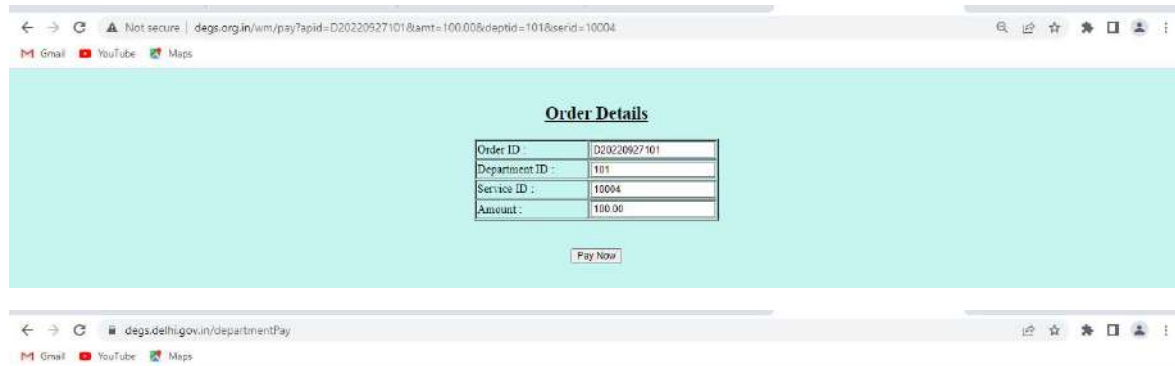 Not secure | degs.org.in/wm/pay?apid=D20220927101&amt=100.00&deptid=101&serid=10004
Gmail YouTube Maps
Order Details
Order ID : D20220927101
Department ID : 101
Service ID : 10004
Amount : 100.00
Pay Now
degs.delhi.gov.in/departmentPay
Gmail YouTube Maps